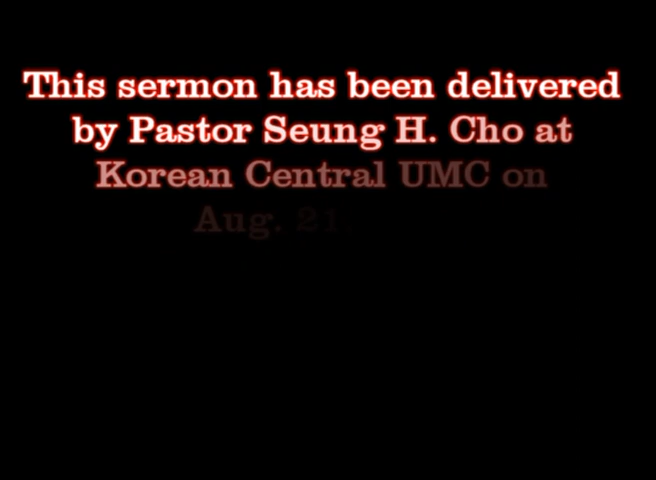 This sermon has been delivered
by Pastor Seung H. Cho at
Korean Central UMC on
Aug. 21,